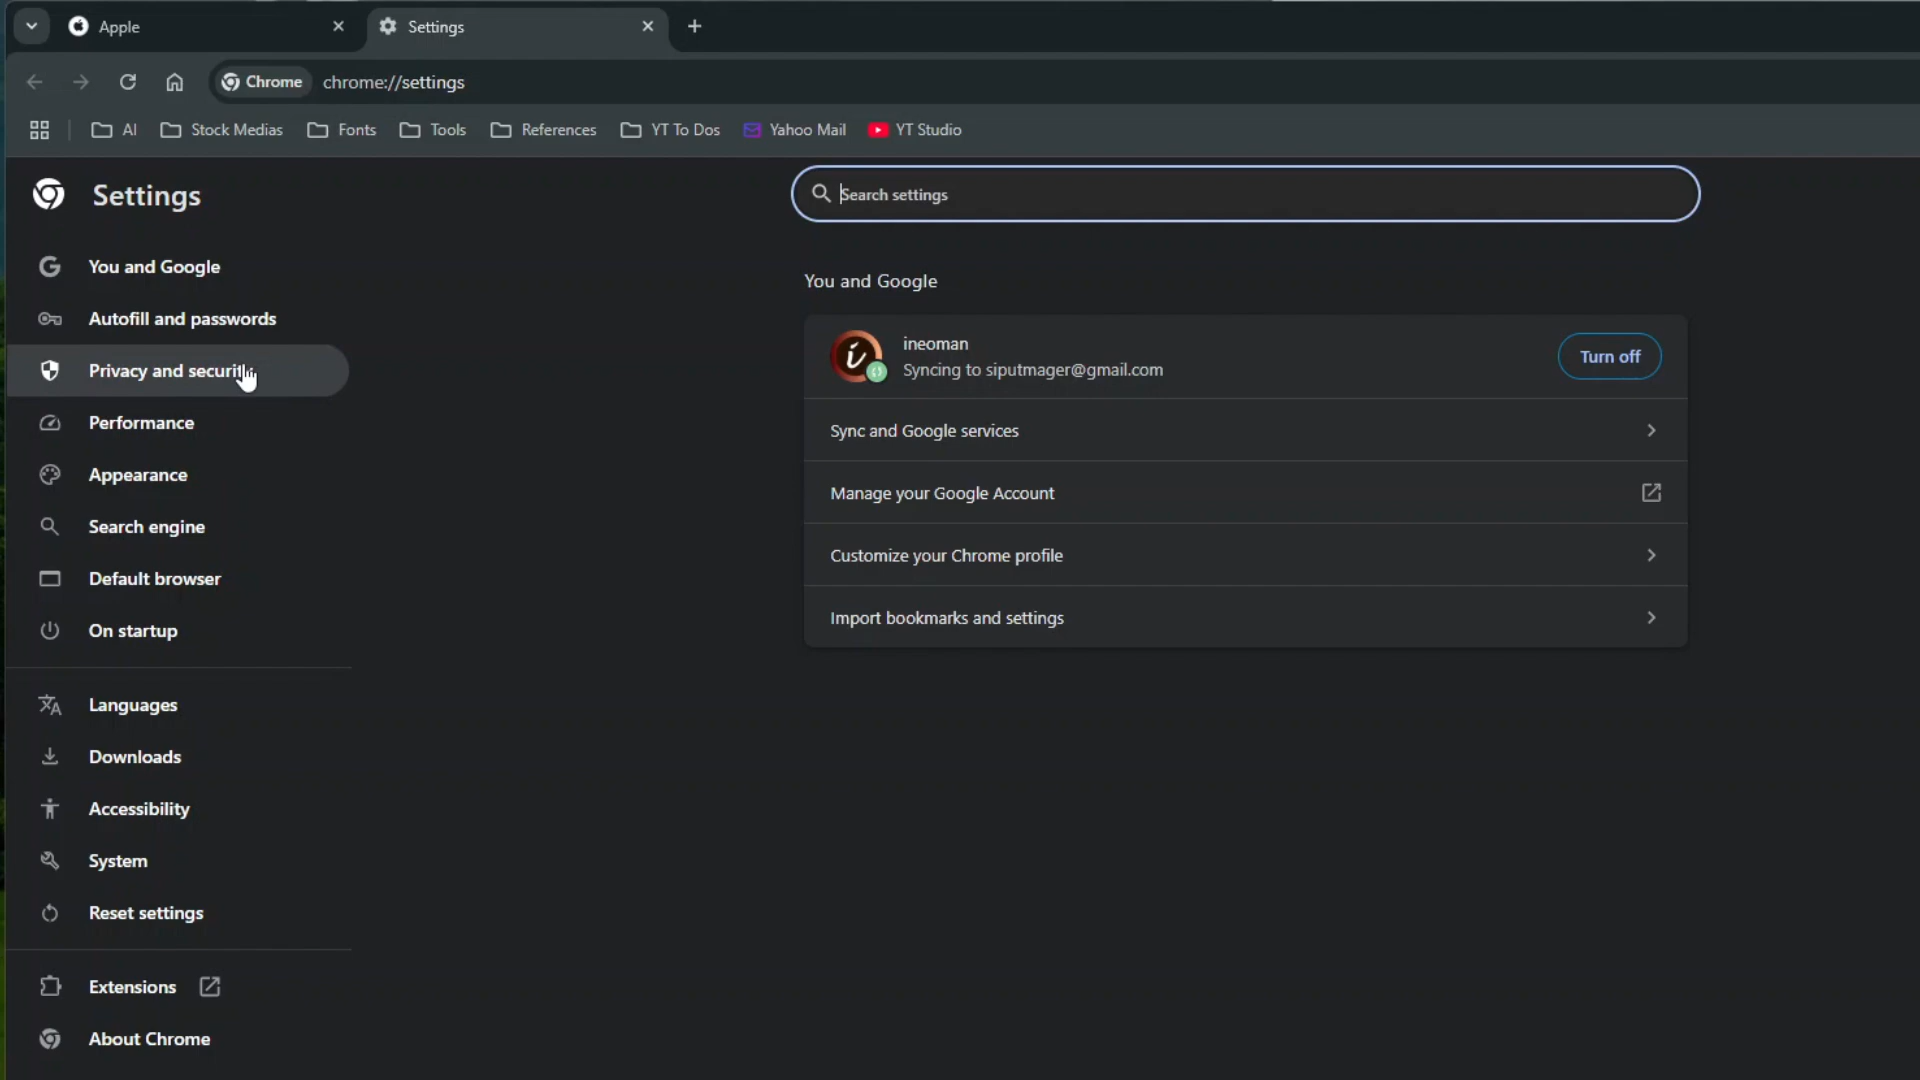 Apple
Settings
Chrome chrome://settings
AI Stock Medias Fonts Tools References YT To Dos Yahoo Mail YT Studio
Settings
Search settings
You and Google
Autofill and passwords
Privacy and security
Performance
Appearance
Search engine
Default browser
On startup
Languages
Downloads
Accessibility
System
Reset settings
Extensions
About Chrome
You and Google
ineoman
Syncing to siputmager@gmail.com
Turn off
Sync and Google services
Manage your Google Account
Customize your Chrome profile
Import bookmarks and settings